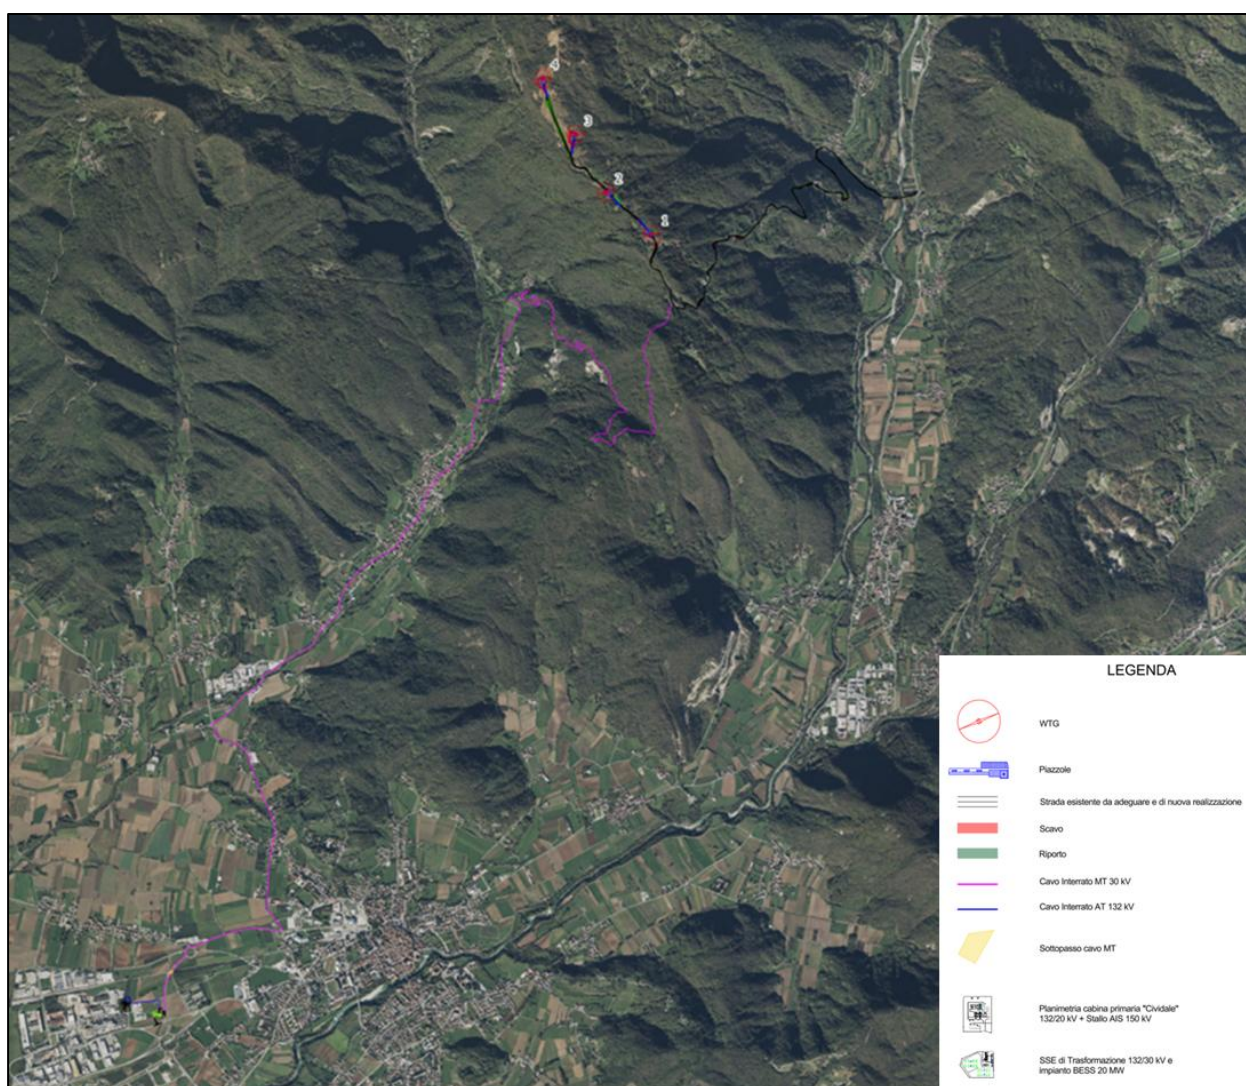 4
3
2
1
LEGENDA
WTG
Piazzole
Strada esistente da adeguare e di nuova realizzazione
Scavo
Riporto
Cavo Interrato MT 30 kV
Cavo Interrato AT 132 kV
Sottopasso cavo MT
Planimetria cabina primaria "Cividale"
132/20 kV + Stallo AIS 150 kV
SSE di Trasformazione 132/30 kV e
impianto BESS 20 MW